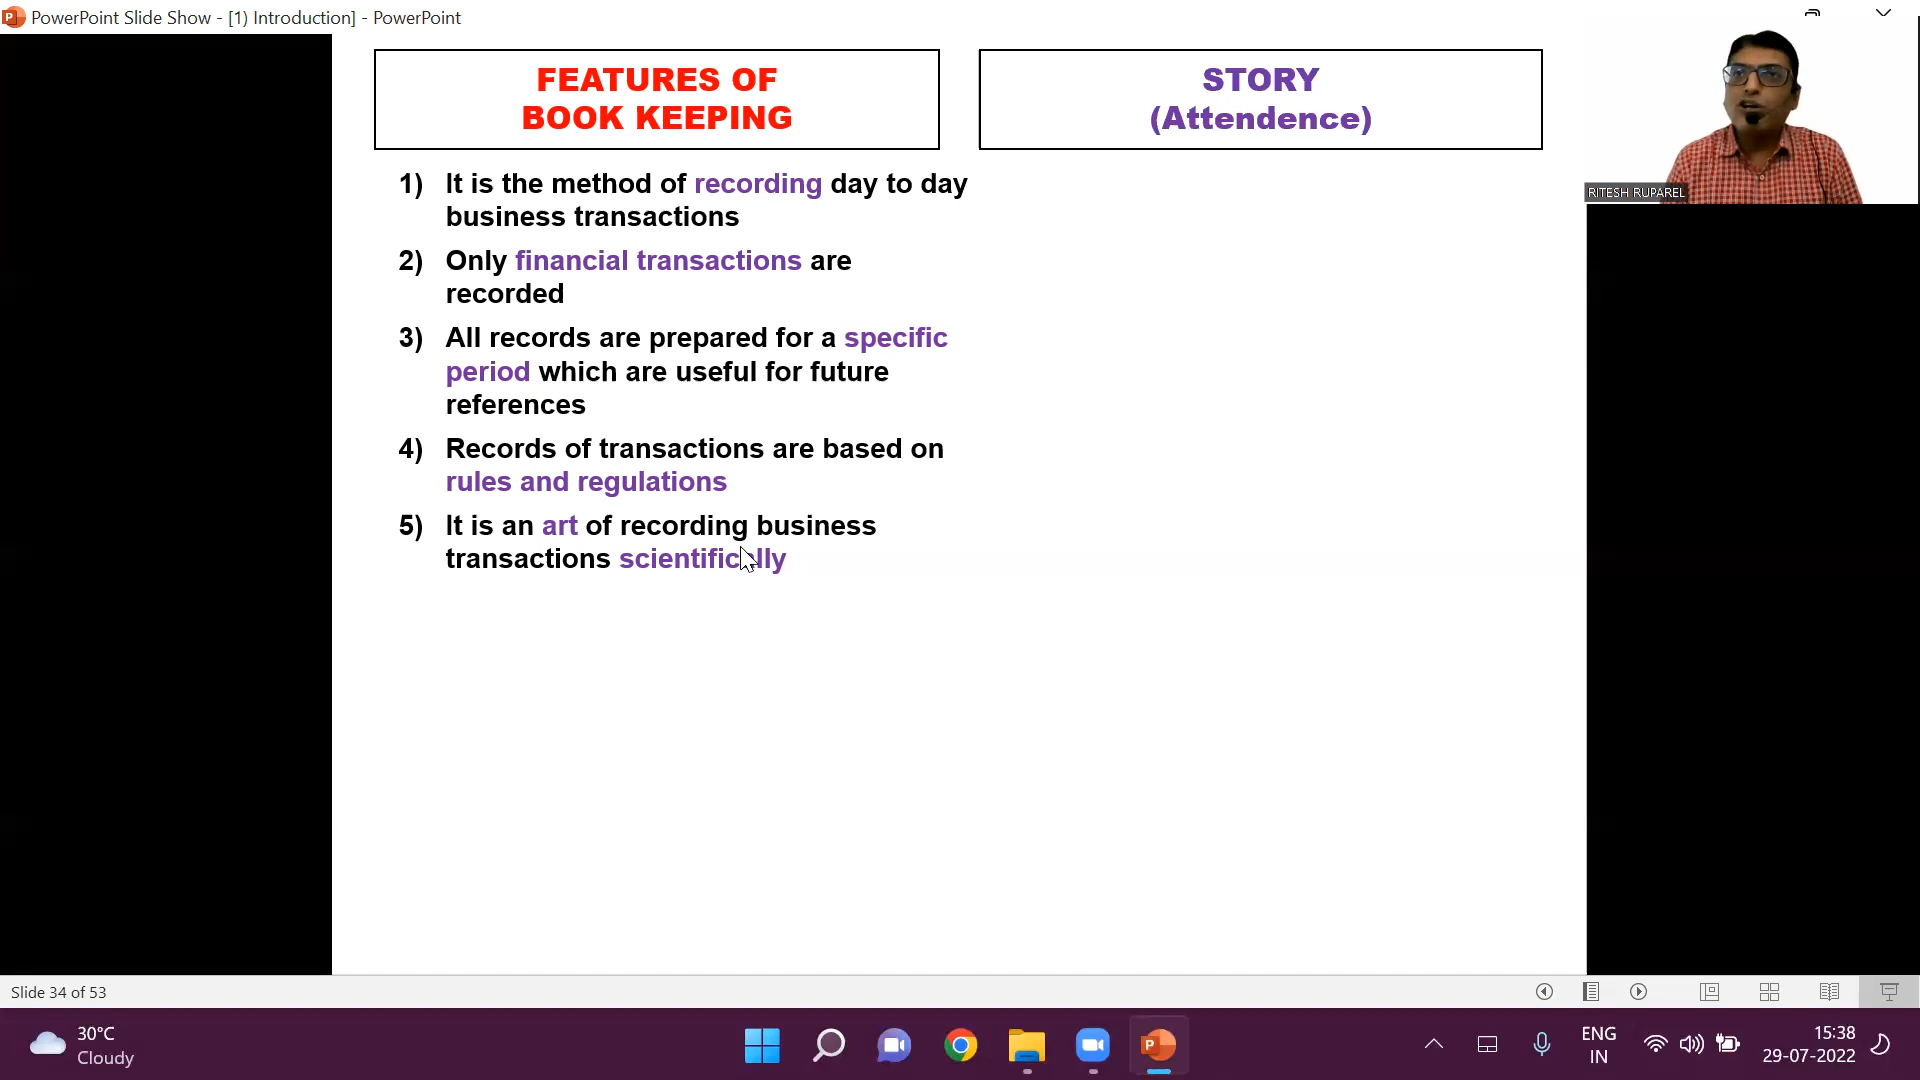 PowerPoint Slide Show - [1) Introduction] - PowerPoint
FEATURES OF
BOOK KEEPING
STORY
(Attendence)
RITESH RUPAREL
1) It is the method of recording day to day
business transactions
2) Only financial transactions are
recorded
3) All records are prepared for a specific
period which are useful for future
references
4) Records of transactions are based on
rules and regulations
5) It is an art of recording business
transactions scientifically
Slide 34 of 53
30°C
Cloudy
ENG
IN
15:38
29-07-2022